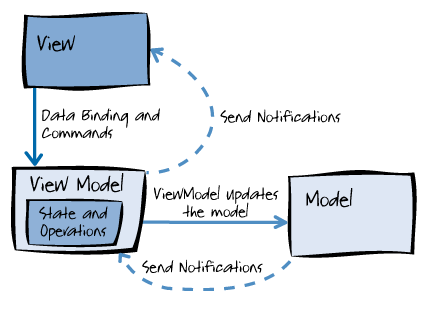 View
Data Binding and
Commands
Send Notifications
View Model
State and
Operations
ViewModel Updates
the model
Model
Send Notifications